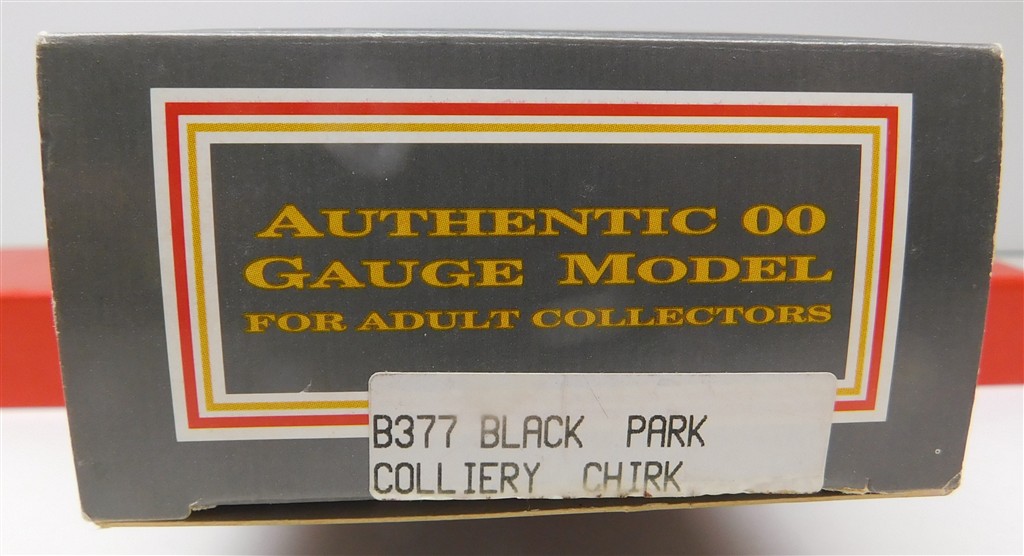 AUTHENTIC 00
GAUGE MODEL
FOR ADULT COLLECTORS
B377 BLACK PARK
COLLIERY CHIRK